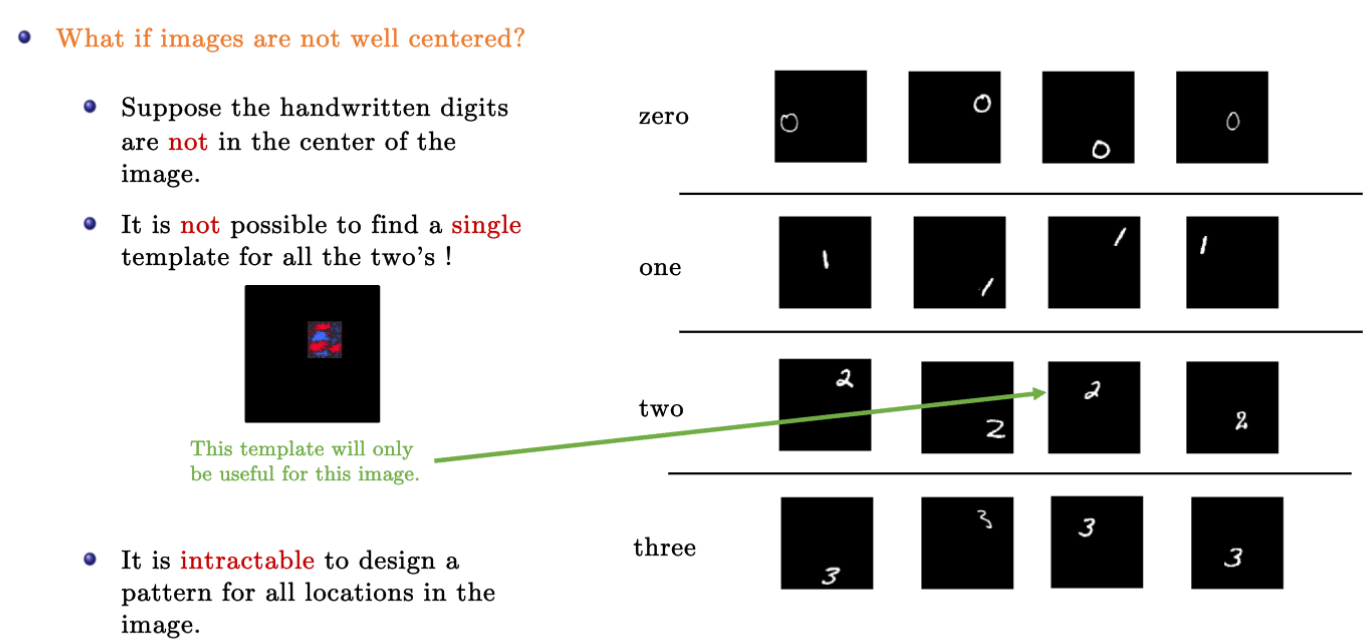 What if images are not well centered?
Suppose the handwritten digits
are not in the center of the
image.
It is not possible to find a single
template for all the two's !
This template will only
be useful for this image.
It is intractable to design a
pattern for all locations in the
image.
zero
0 0 0 0
one
1 1 1 1
two
2 2 2 2
three
3 3 3 3